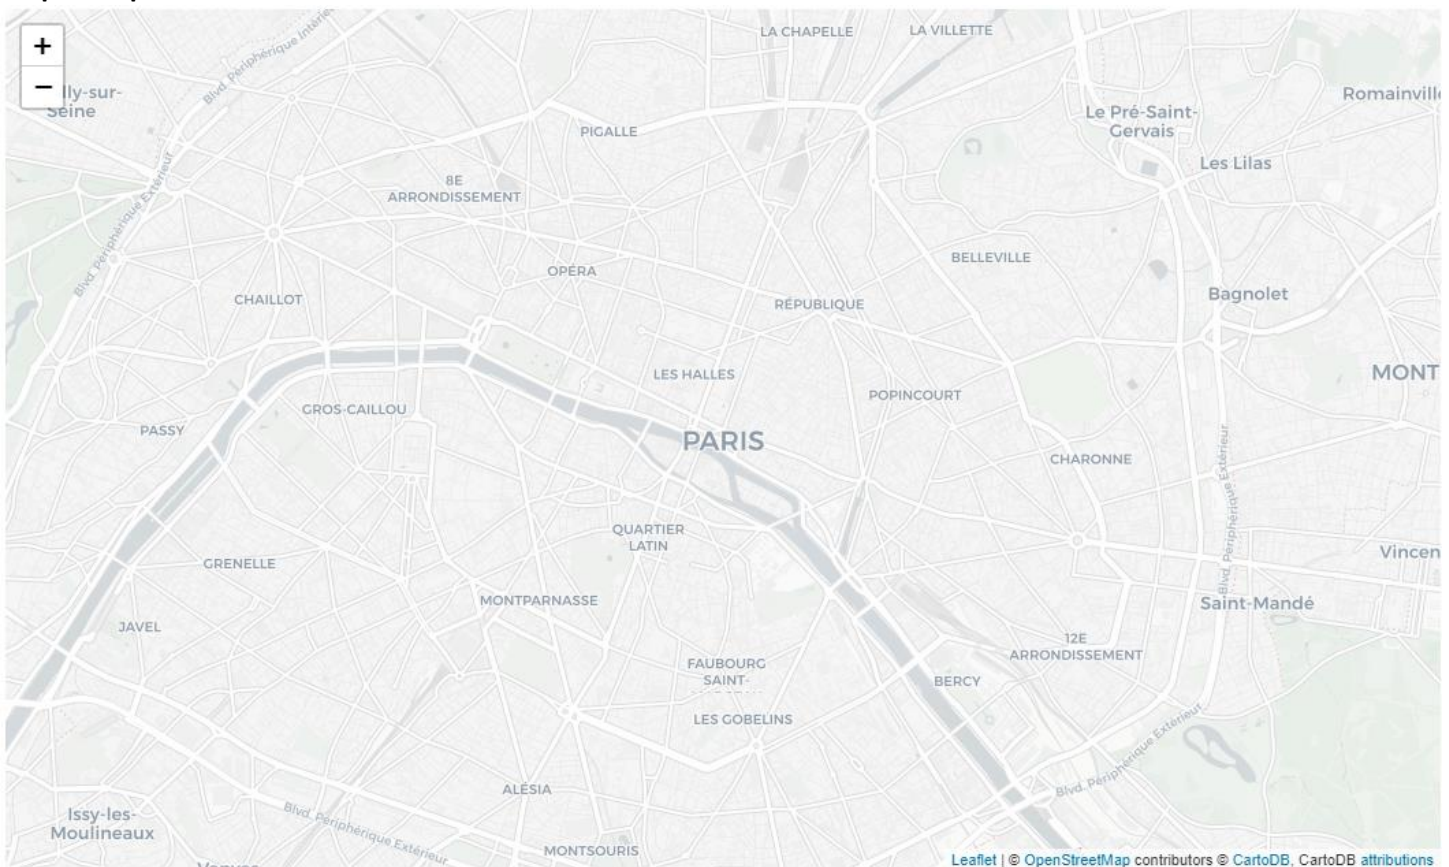 +
−
lly-sur-
Seine
Blvd. Périphérique Intérieur
LA CHAPELLE
LA VILLETTE
Romainville
Le Pré-Saint-
Gervais
Les Lilas
PIGALLE
8E
ARRONDISSEMENT
Blvd. Périphérique Extérieur
BELLEVILLE
OPÉRA
CHAILLOT
RÉPUBLIQUE
Bagnolet
LES HALLES
MONT
POPINCOURT
GROS-CAILLOU
PASSY
PARIS
CHARONNE
Blvd. Périphérique Extérieur
QUARTIER
LATIN
GRENELLE
Vincen
MONTPARNASSE
Saint-Mandé
JAVEL
12E
ARRONDISSEMENT
FAUBOURG
SAINT-
BERCY
LES GOBELINS
Blvd. Périphérique Extérieur
ALÉSIA
Issy-les-
Moulineaux
Blvd. Périphérique Extérieur
MONTSOURIS
Leaflet | © OpenStreetMap contributors © CartoDB, CartoDB attributions